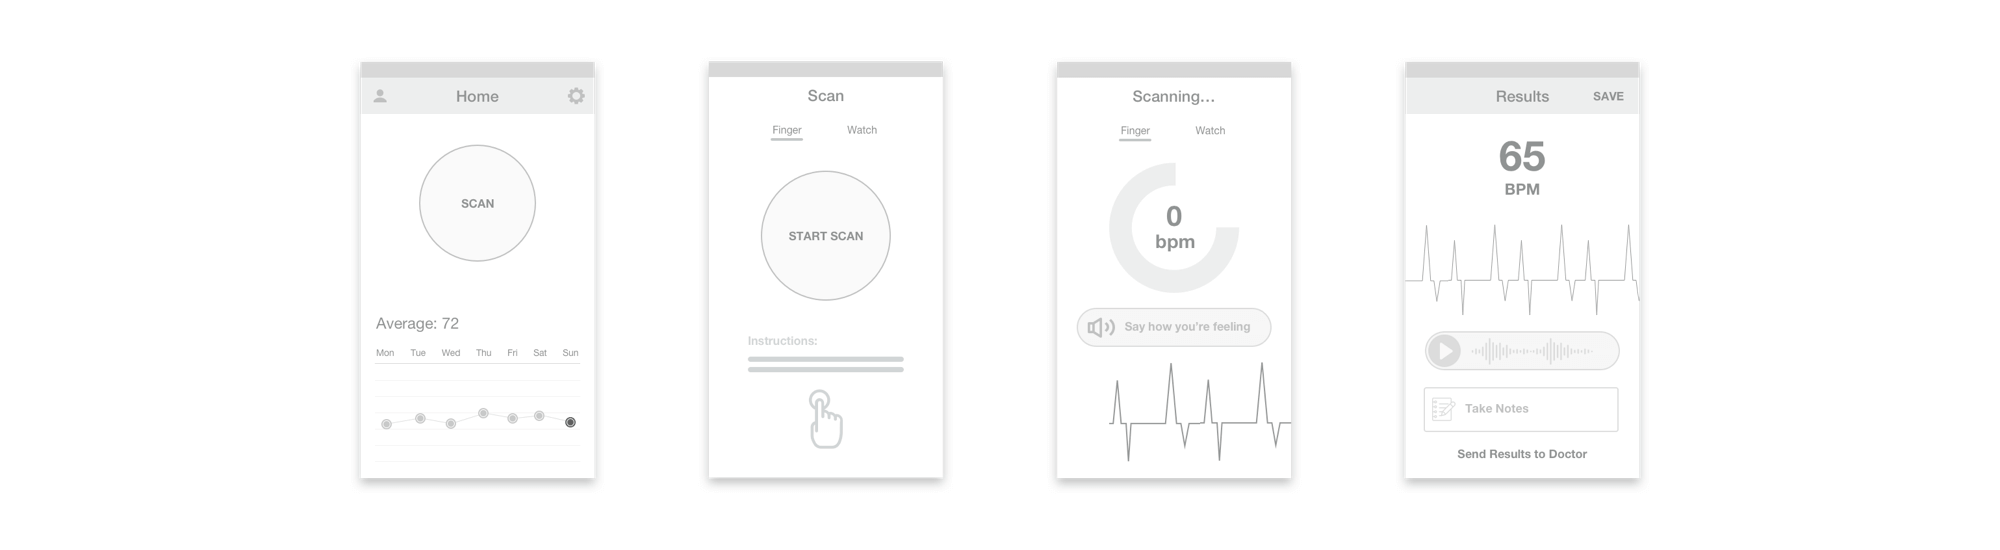 Home
SCAN
Average: 72
Mon Tue Wed Thu Fri Sat Sun
Scan
Finger Watch
START SCAN
Instructions:
Scanning...
Finger Watch
0
bpm
Say how you're feeling
Results SAVE
65
BPM
Take Notes
Send Results to Doctor